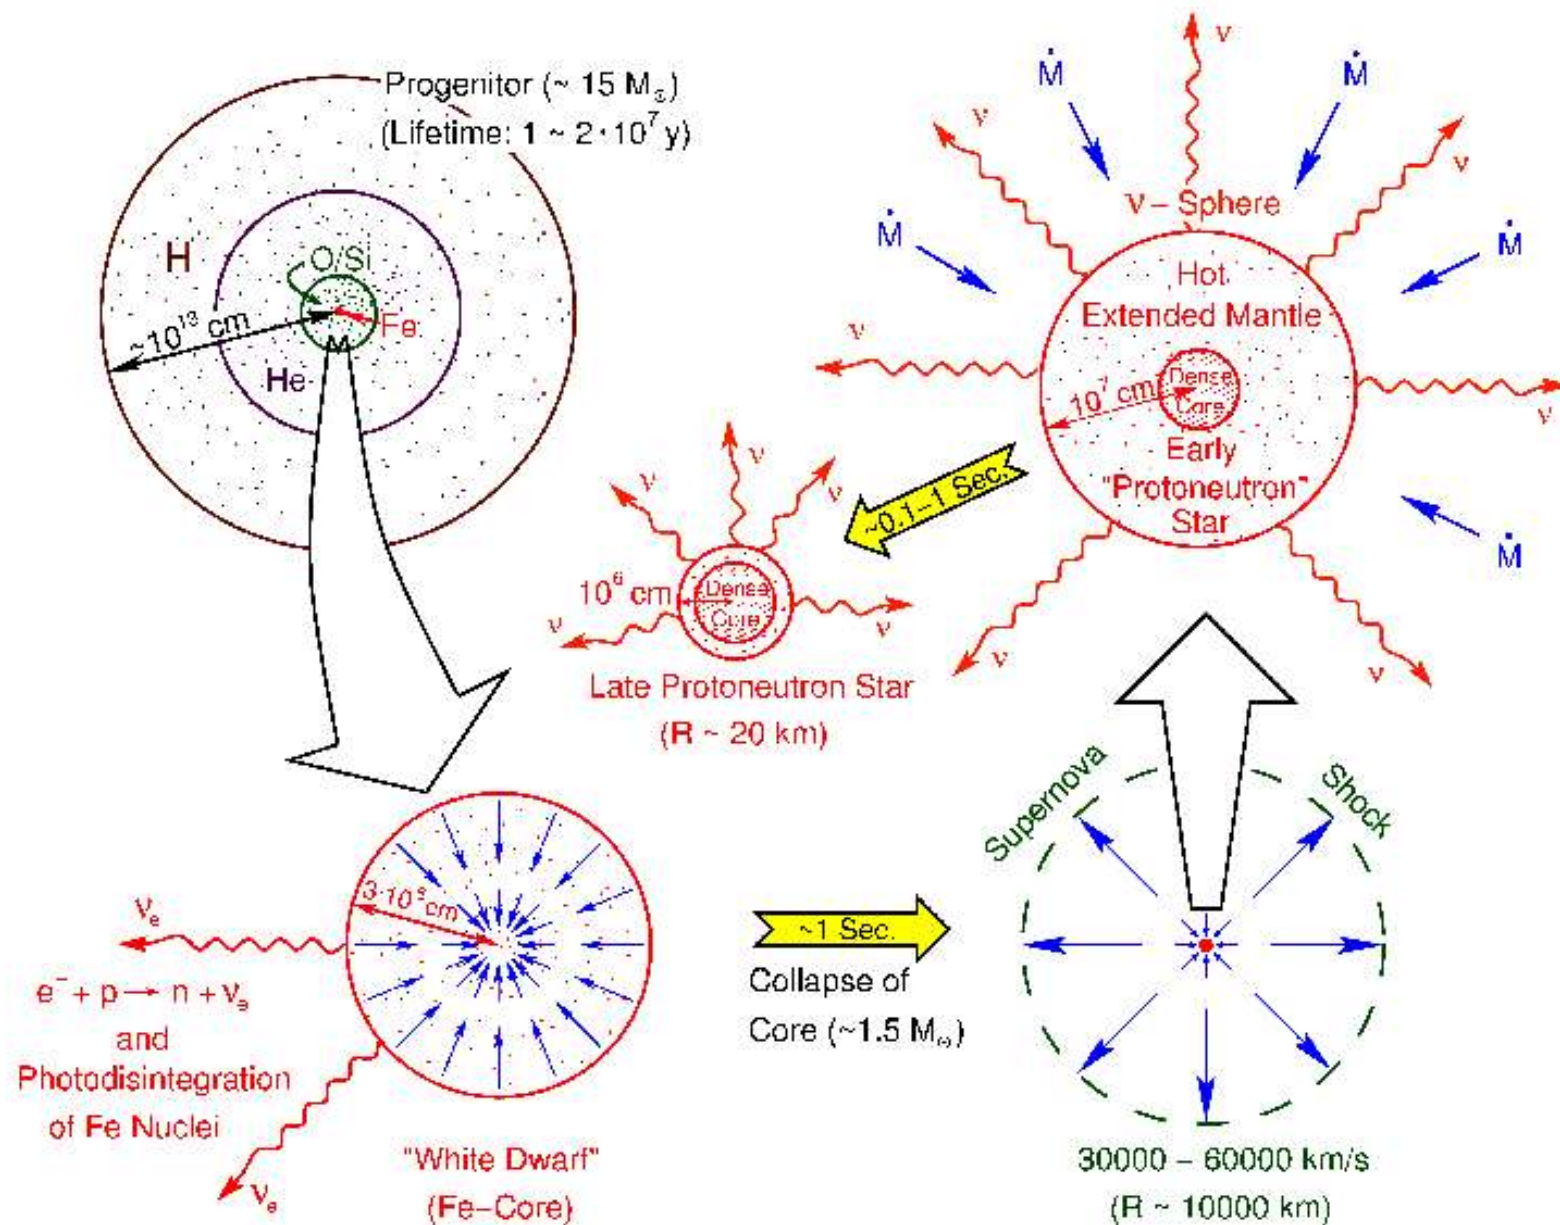 Progenitor (~ 15 M⊙)
(Lifetime: 1 ~ 2·10⁷ y)
H
O/Si
Fe
He
~10¹³ cm
ν
ν
ν
ν
ν
ν
ν
Ṁ
Ṁ
Ṁ
Ṁ
Ṁ
ν – Sphere
Hot
Extended Mantle
Dense
Core
10⁷ cm
Early
"Protoneutron"
Star
~0.1–1 Sec.
ν
ν
ν
ν
ν
10⁶ cm
Dense
Core
Late Protoneutron Star
(R ~ 20 km)
3·10⁸ cm
νₑ
e⁻ + p → n + νₑ
and
Photodisintegration
of Fe Nuclei
νₑ
"White Dwarf"
(Fe–Core)
~1 Sec.
Collapse of
Core (~1.5 M⊙)
Supernova
Shock
30000 – 60000 km/s
(R ~ 10000 km)